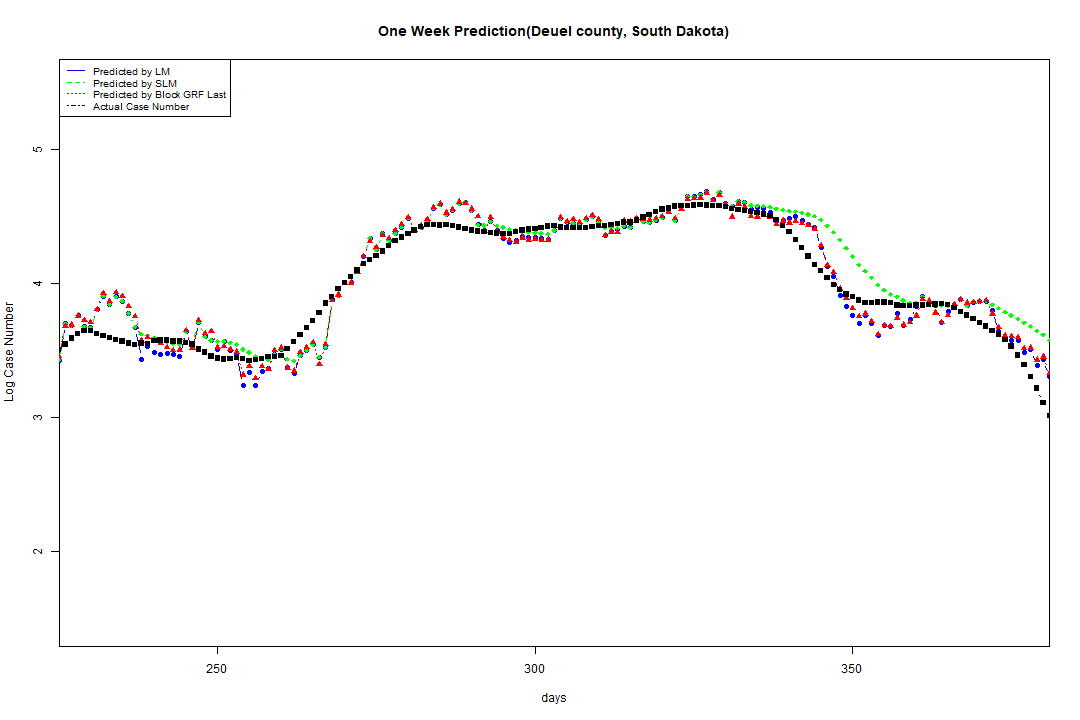 One Week Prediction(Deuel county, South Dakota)
Predicted by LM
Predicted by SLM
Predicted by Block GRF Last
Actual Case Number
5
4
3
2
Log Case Number
250 300 350
days